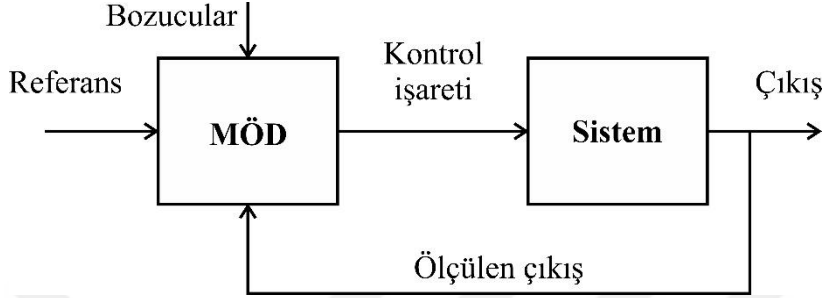 Bozucular
Referans
MÖD
Kontrol
işareti
Sistem
Çıkış
Ölçülen çıkış